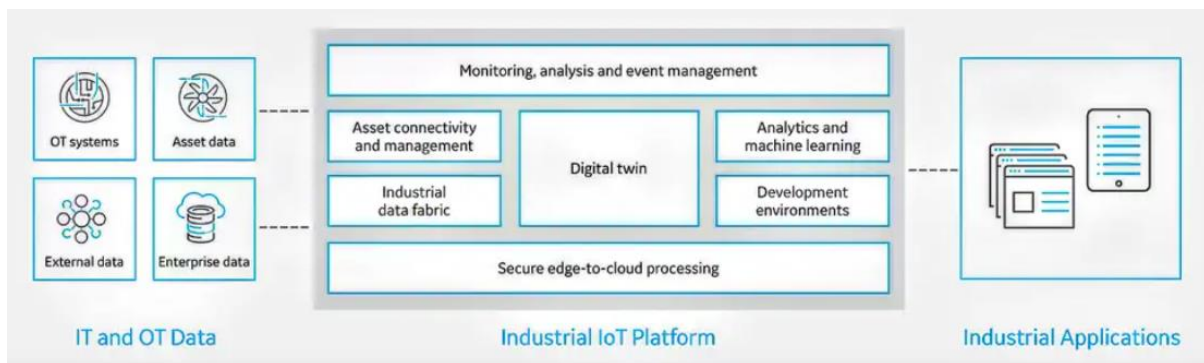 Monitoring, analysis and event management
OT systems
Asset data
Asset connectivity
and management
Digital twin
Analytics and
machine learning
Industrial
data fabric
Development
environments
External data
Enterprise data
Secure edge-to-cloud processing
IT and OT Data
Industrial IoT Platform
Industrial Applications